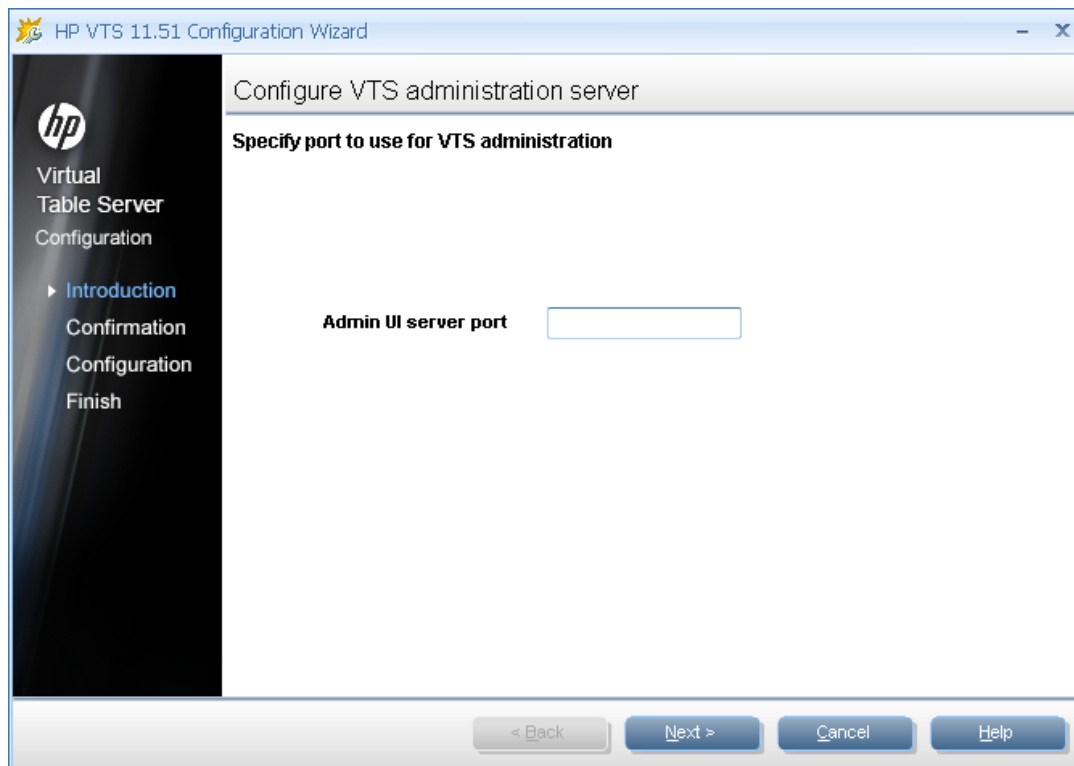 HP VTS 11.51 Configuration Wizard
hp
Virtual
Table Server
Configuration
Introduction
Confirmation
Configuration
Finish
Configure VTS administration server
Specify port to use for VTS administration
Admin UI server port
< Back
Next >
Cancel
Help